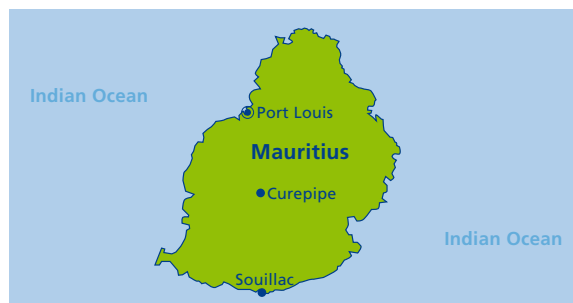 Indian Ocean
Port Louis
Mauritius
Curepipe
Indian Ocean
Souillac